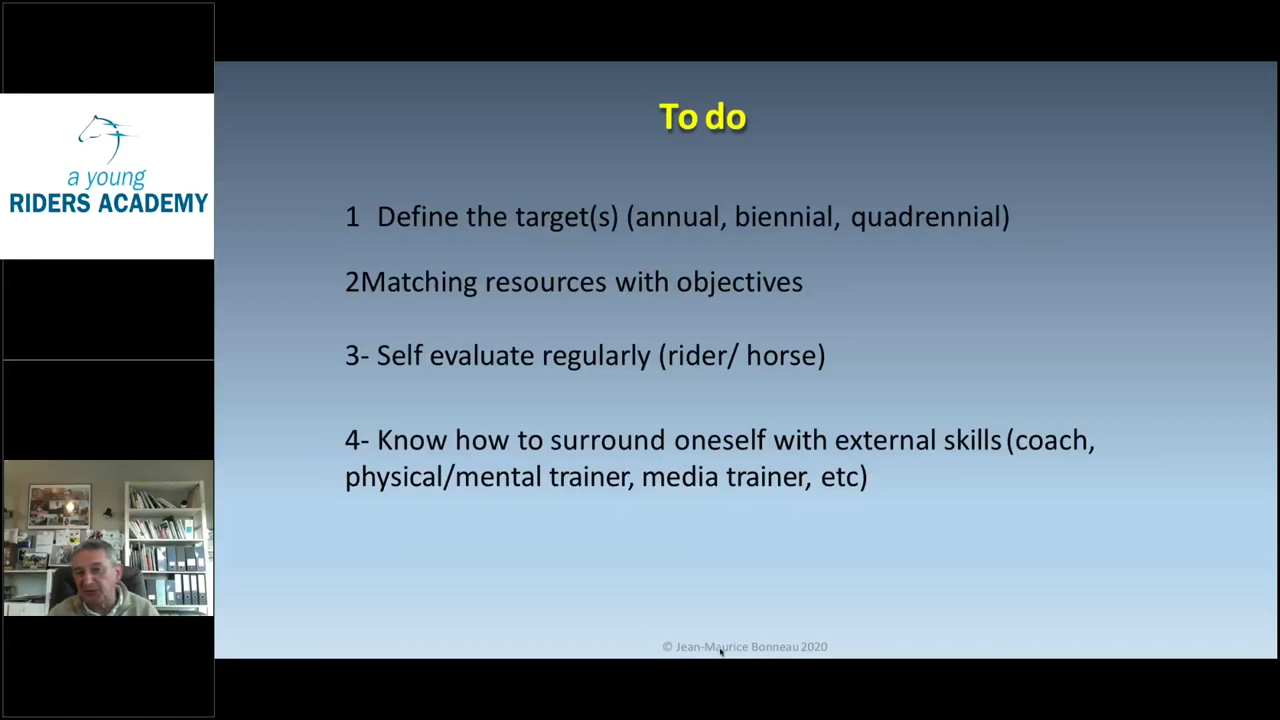 a young
RIDERS ACADEMY
To do
1 Define the target(s) (annual, biennial, quadrennial)
2Matching resources with objectives
3- Self evaluate regularly (rider/ horse)
4- Know how to surround oneself with external skills (coach,
physical/mental trainer, media trainer, etc)
© Jean-Maurice Bonneau 2020